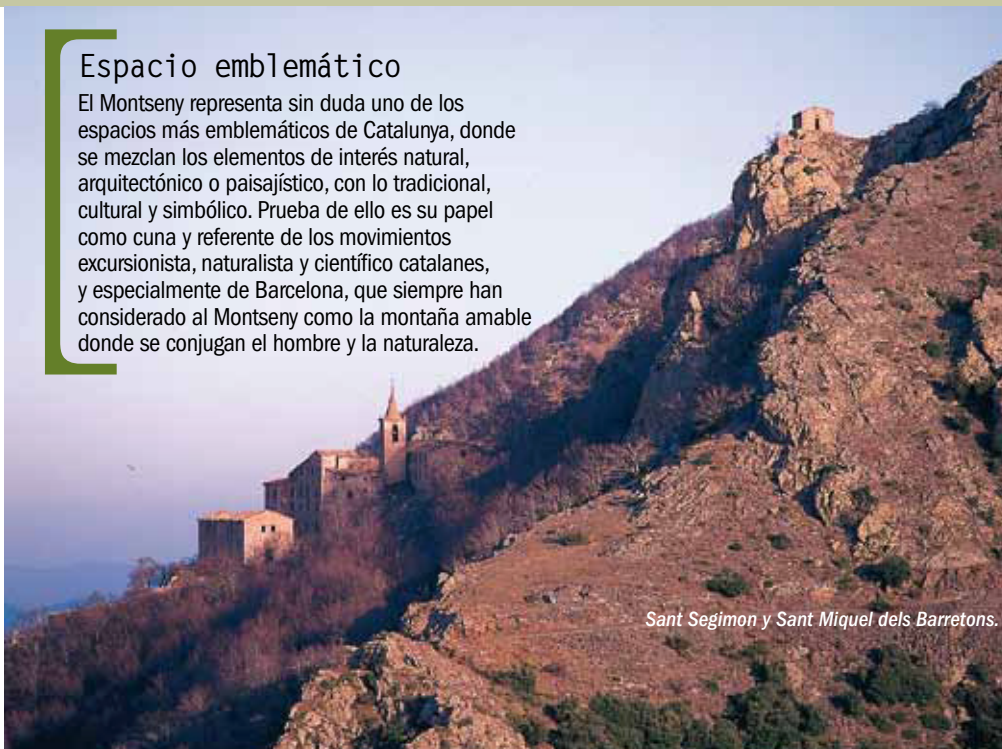 Espacio emblemático
El Montseny representa sin duda uno de los
espacios más emblemáticos de Catalunya, donde
se mezclan los elementos de interés natural,
arquitectónico o paisajístico, con lo tradicional,
cultural y simbólico. Prueba de ello es su papel
como cuna y referente de los movimientos
excursionista, naturalista y científico catalanes,
y especialmente de Barcelona, que siempre han
considerado al Montseny como la montaña amable
donde se conjugan el hombre y la naturaleza.
Sant Segimon y Sant Miquel dels Barretons.